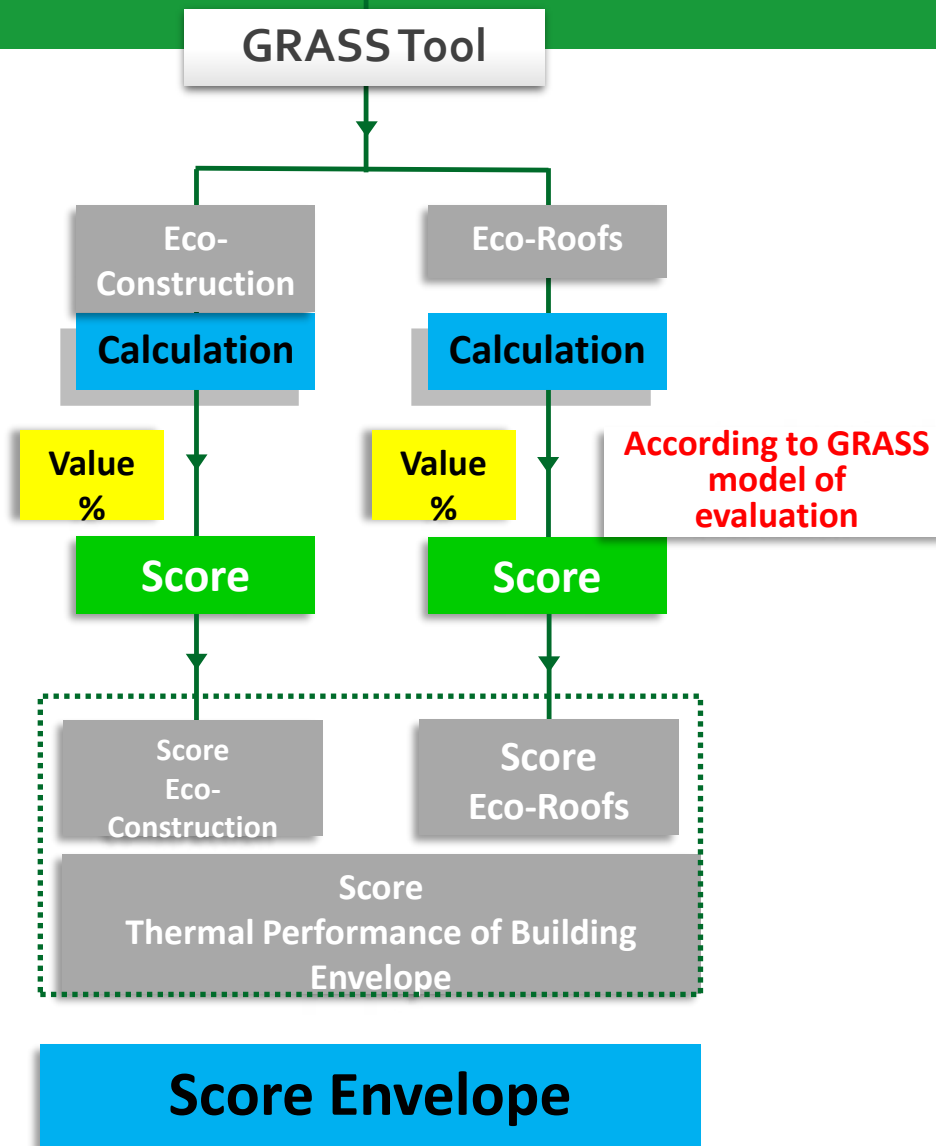 GRASS Tool
Eco-
Construction
Eco-Roofs
Calculation
Calculation
Value
%
Value
%
According to GRASS
model of
evaluation
Score
Score
Score
Eco-
Construction
Score
Eco-Roofs
Score
Thermal Performance of Building
Envelope
Score Envelope